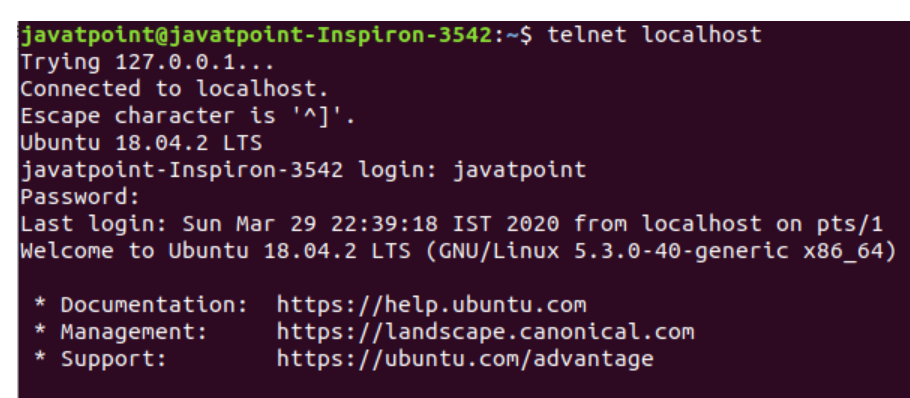 javatpoint@javatpoint-Inspiron-3542:~$ telnet localhost
Trying 127.0.0.1...
Connected to localhost.
Escape character is '^]'.
Ubuntu 18.04.2 LTS
javatpoint-Inspiron-3542 login: javatpoint
Password:
Last login: Sun Mar 29 22:39:18 IST 2020 from localhost on pts/1
Welcome to Ubuntu 18.04.2 LTS (GNU/Linux 5.3.0-40-generic x86_64)
 * Documentation:  https://help.ubuntu.com
 * Management:     https://landscape.canonical.com
 * Support:        https://ubuntu.com/advantage